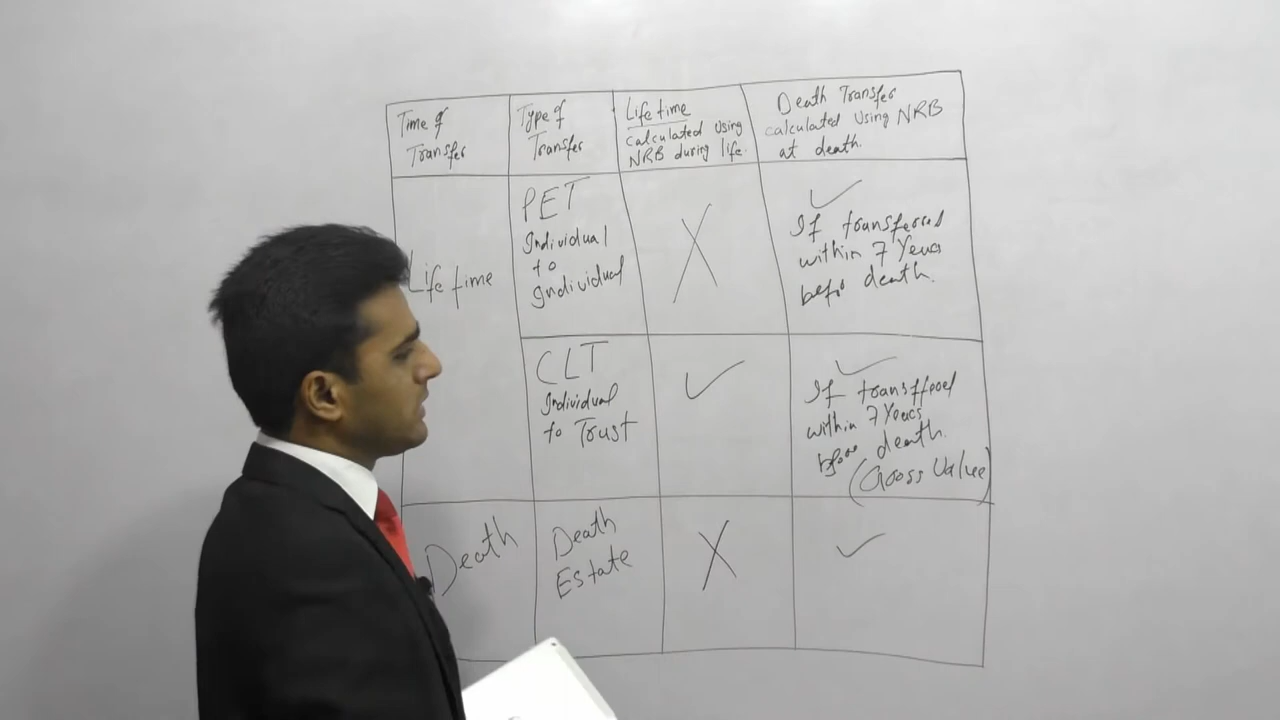 Time of
Transfer
Type of
Transfer
Life time
calculated using
NRB during life.
Death Transfer
calculated using NRB
at death.
Life time
PET
Individual
to
Individual
X
✓
If transferred
within 7 Years
befo death.
CLT
Individual
to Trust
✓
✓
If transffered
within 7 Years
before death.
(Gross Value)
Death
Death
Estate
X
✓